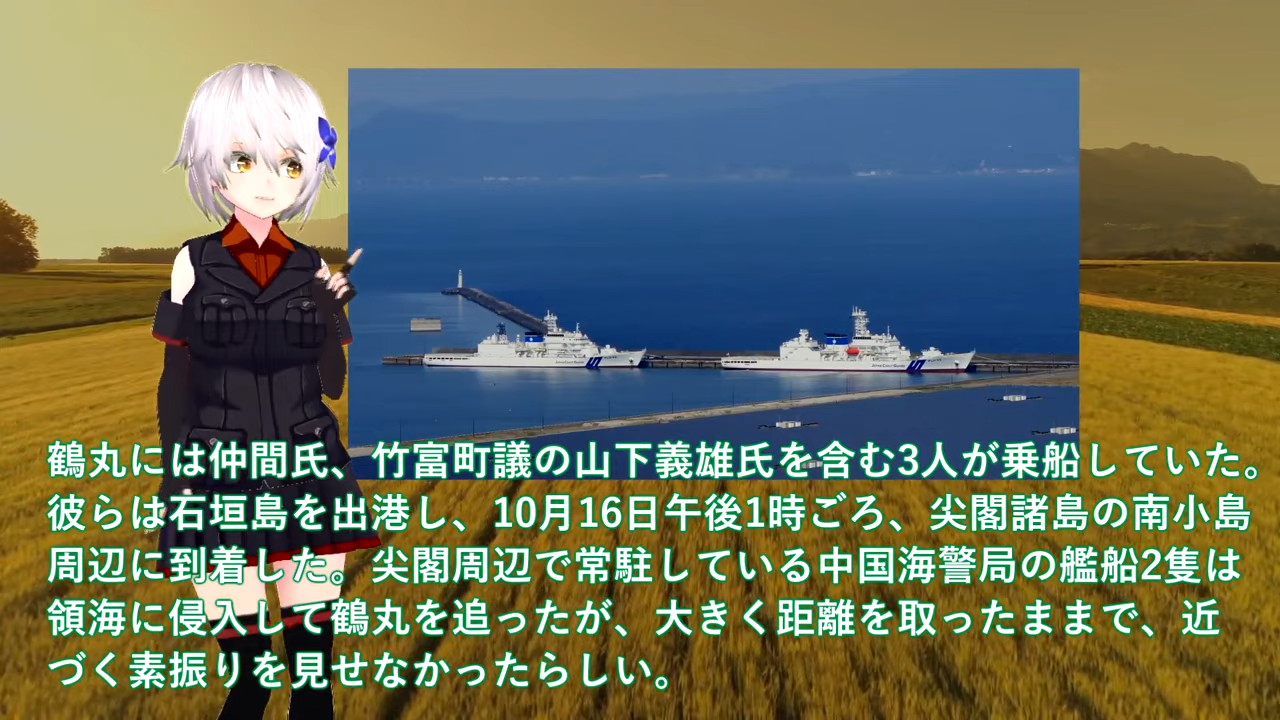 鶴丸には仲間氏、竹富町議の山下義雄氏を含む3人が乗船していた。
彼らは石垣島を出港し、10月16日午後1時ごろ、尖閣諸島の南小島
周辺に到着した。尖閣周辺で常駐している中国海警局の艦船2隻は
領海に侵入して鶴丸を追ったが、大きく距離を取ったままで、近
づく素振りを見せなかったらしい。